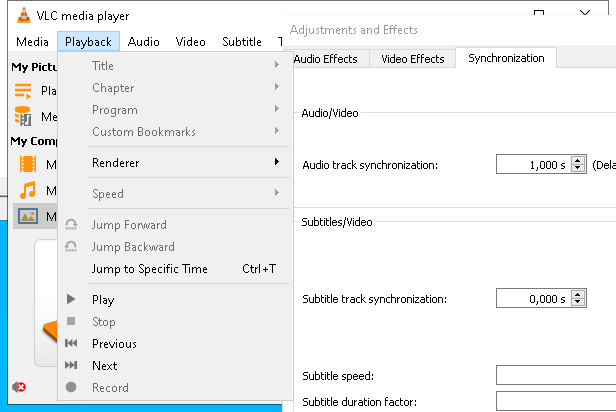 VLC media player
Media Playback Audio Video Subtitle
My Pictu
Pla
Me
My Comp
M
M
M
Title
Chapter
Program
Custom Bookmarks
Renderer
Speed
Jump Forward
Jump Backward
Jump to Specific Time Ctrl+T
Play
Stop
Previous
Next
Record
Adjustments and Effects
Audio Effects Video Effects Synchronization
Audio/Video
Audio track synchronization: 1,000 s (Dela
Subtitles/Video
Subtitle track synchronization: 0,000 s
Subtitle speed:
Subtitle duration factor: